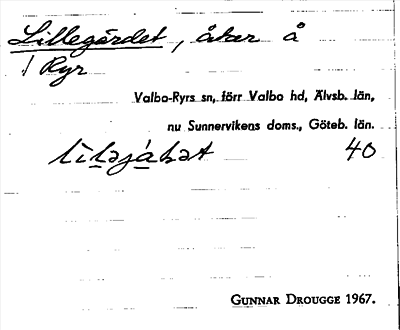 Lillegärdet, åker å
/ Ryr
Valbo-Ryrs sn, förr Valbo hd, Älvsb. län,
nu Sunnervikens doms., Göteb. län.
40
GUNNAR DROUGGE 1967.